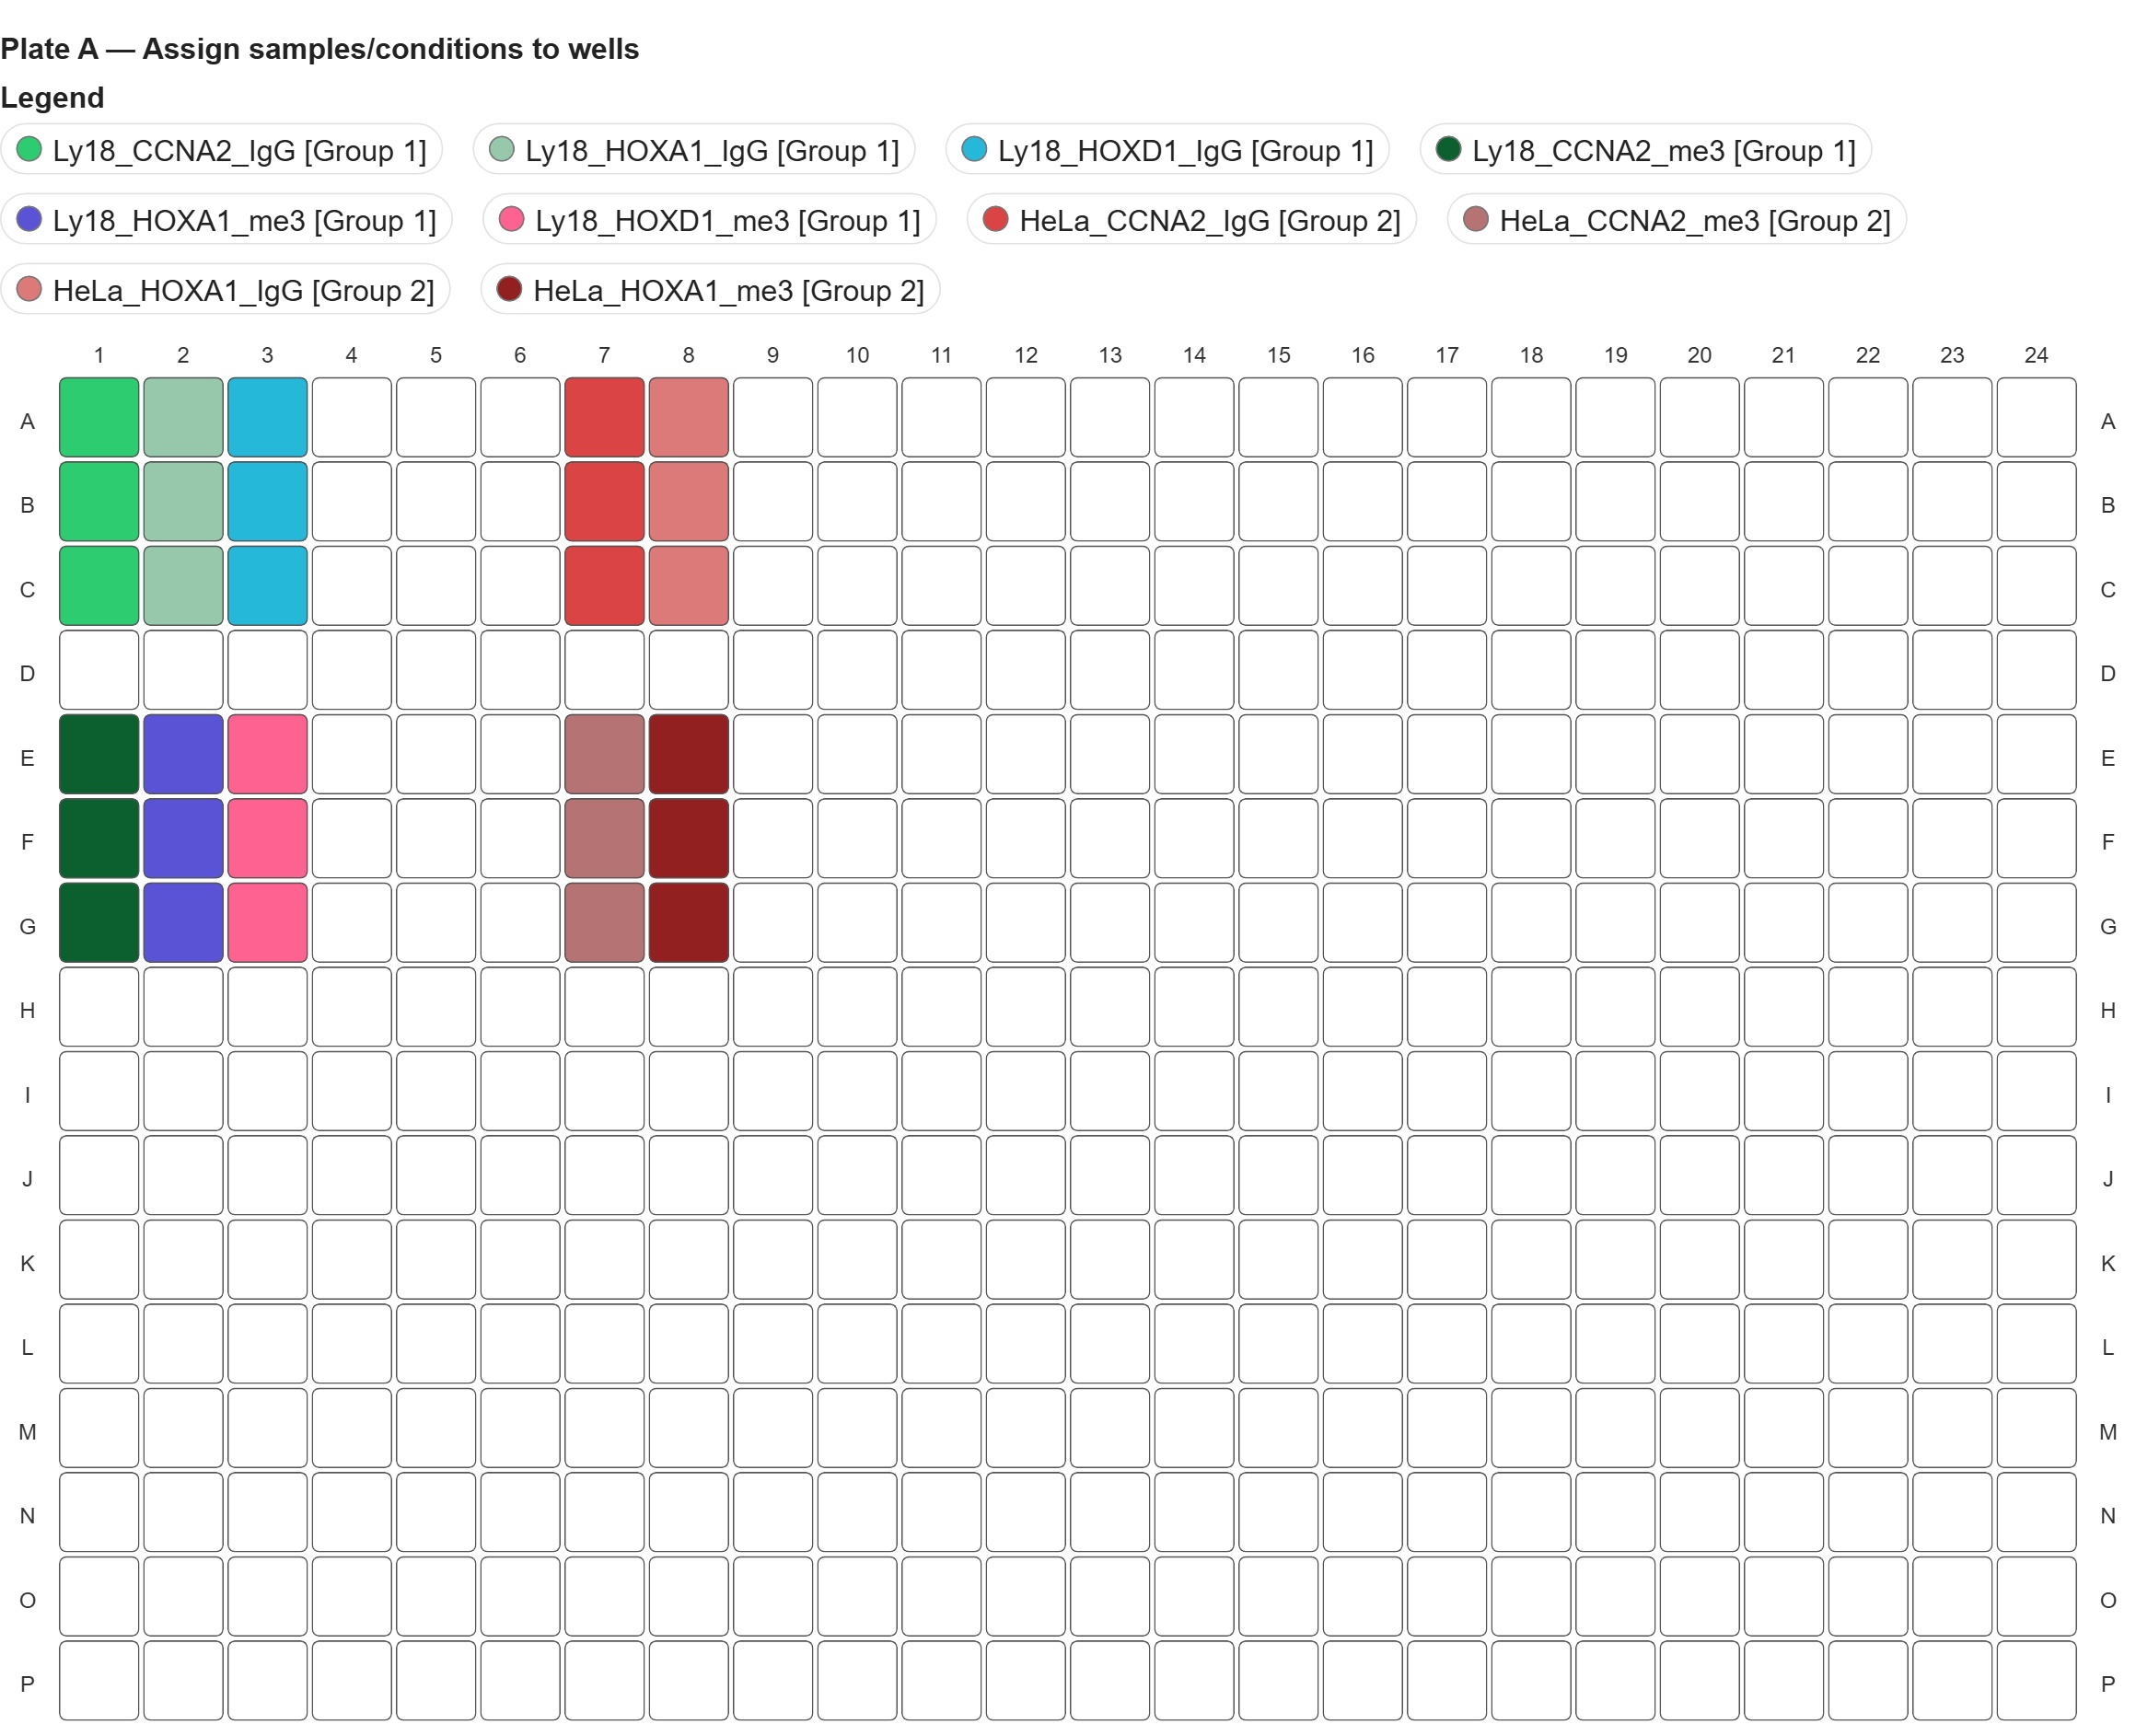 Plate A — Assign samples/conditions to wells
Legend
Ly18_CCNA2_IgG [Group 1] Ly18_HOXA1_IgG [Group 1] Ly18_HOXD1_IgG [Group 1] Ly18_CCNA2_me3 [Group 1]
Ly18_HOXA1_me3 [Group 1] Ly18_HOXD1_me3 [Group 1] HeLa_CCNA2_IgG [Group 2] HeLa_CCNA2_me3 [Group 2]
HeLa_HOXA1_IgG [Group 2] HeLa_HOXA1_me3 [Group 2]
1 2 3 4 5 6 7 8 9 10 11 12 13 14 15 16 17 18 19 20 21 22 23 24
A A
B B
C C
D D
E E
F F
G G
H H
I I
J J
K K
L L
M M
N N
O O
P P